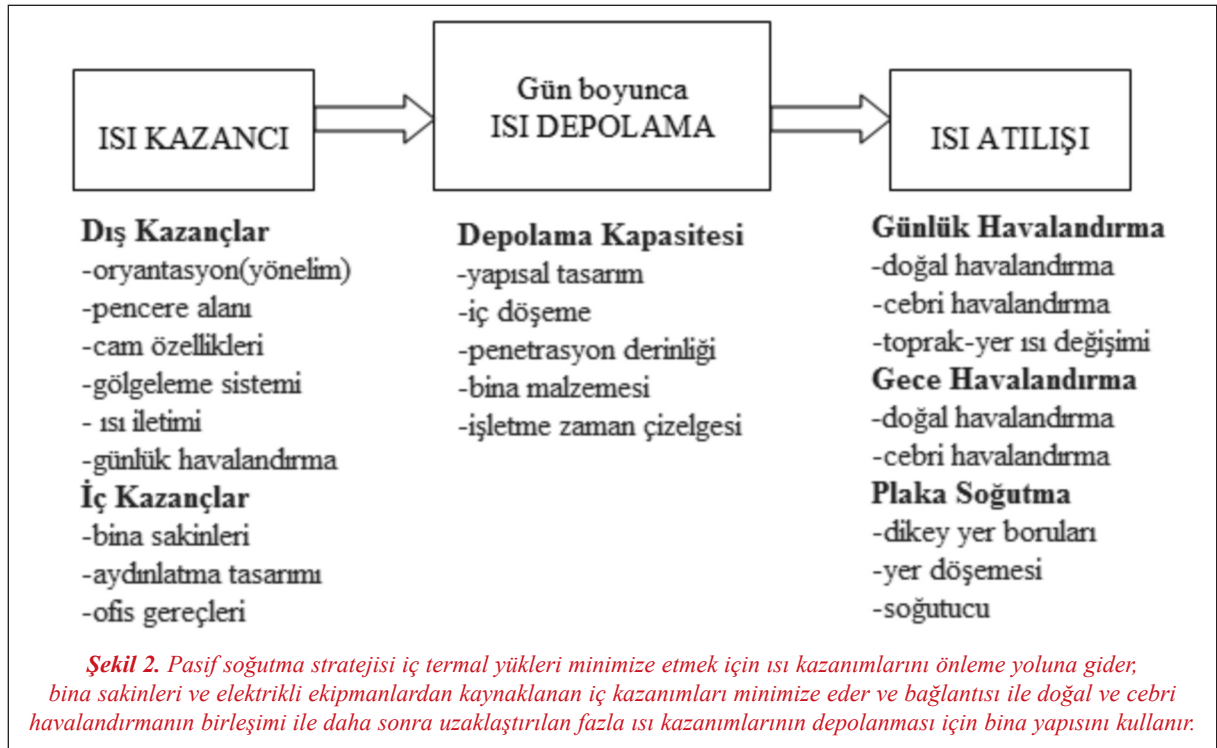 ISI KAZANCI
Gün boyunca
ISI DEPOLAMA
ISI ATILIŞI
Dış Kazançlar
-oryantasyon(yönelim)
-pencere alanı
-cam özellikleri
-gölgeleme sistemi
- ısı iletimi
-günlük havalandırma
İç Kazançlar
-bina sakinleri
-aydınlatma tasarımı
-ofis gereçleri
Depolama Kapasitesi
-yapısal tasarım
-iç döşeme
-penetrasyon derinliği
-bina malzemesi
-işletme zaman çizelgesi
Günlük Havalandırma
-doğal havalandırma
-cebri havalandırma
-toprak-yer ısı değişimi
Gece Havalandırma
-doğal havalandırma
-cebri havalandırma
Plaka Soğutma
-dikey yer boruları
-yer döşemesi
-soğutucu
Şekil 2. Pasif soğutma stratejisi iç termal yükleri minimize etmek için ısı kazanımlarını önleme yoluna gider,
bina sakinleri ve elektrikli ekipmanlardan kaynaklanan iç kazanımları minimize eder ve bağlantısı ile doğal ve cebri
havalandırmanın birleşimi ile daha sonra uzaklaştırılan fazla ısı kazanımlarının depolanması için bina yapısını kullanır.